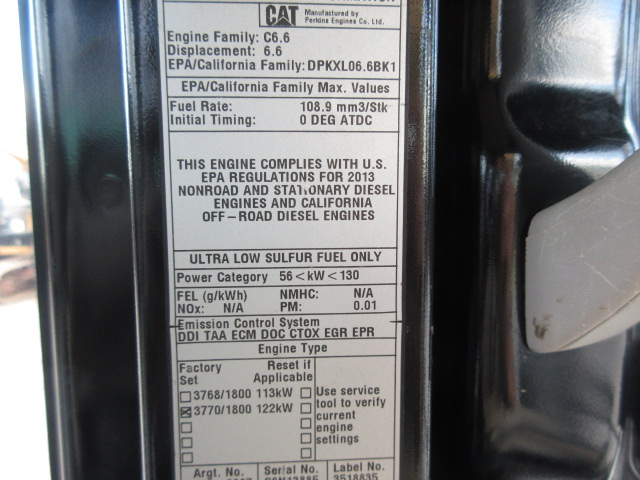 CAT Manufactured by
Perkins Engines Co. Ltd.
Engine Family: C6.6
Displacement: 6.6
EPA/California Family: DPKXL06.6BK1
EPA/California Family Max. Values
Fuel Rate: 108.9 mm3/Stk
Initial Timing: 0 DEG ATDC
THIS ENGINE COMPLIES WITH U.S.
EPA REGULATIONS FOR 2013
NONROAD AND STATIONARY DIESEL
ENGINES AND CALIFORNIA
OFF-ROAD DIESEL ENGINES
ULTRA LOW SULFUR FUEL ONLY
Power Category 56<kW<130
FEL (g/kWh) NMHC: N/A
NOx: N/A PM: 0.01
Emission Control System
DDI TAA ECM DOC CTOX EGR EPR
Engine Type
Factory Set
Reset if Applicable
3768/1800 113kW
3770/1800 122kW
Use service
tool to verify
current
engine
settings
Argt. No. Serial No. Label No.
3518835